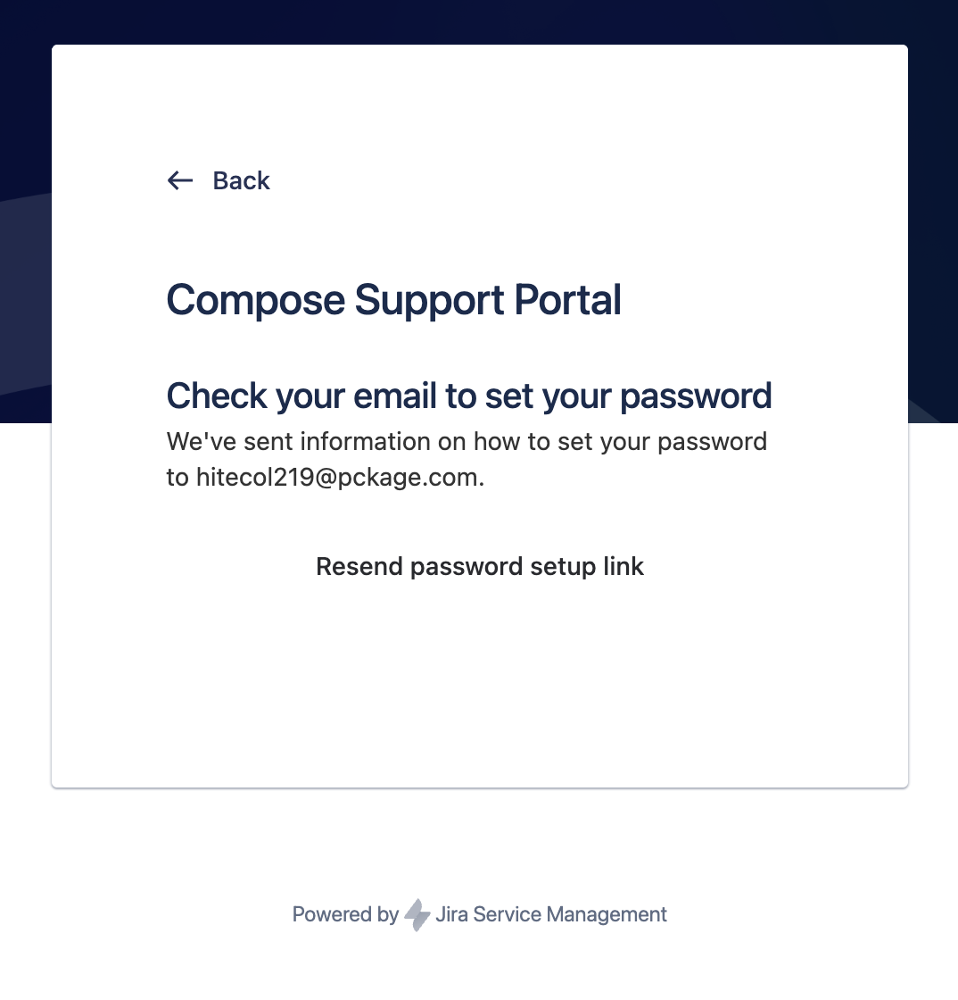 Back
Compose Support Portal
Check your email to set your password
We've sent information on how to set your password
to hitecol219@pckage.com.
Resend password setup link
Powered by Jira Service Management